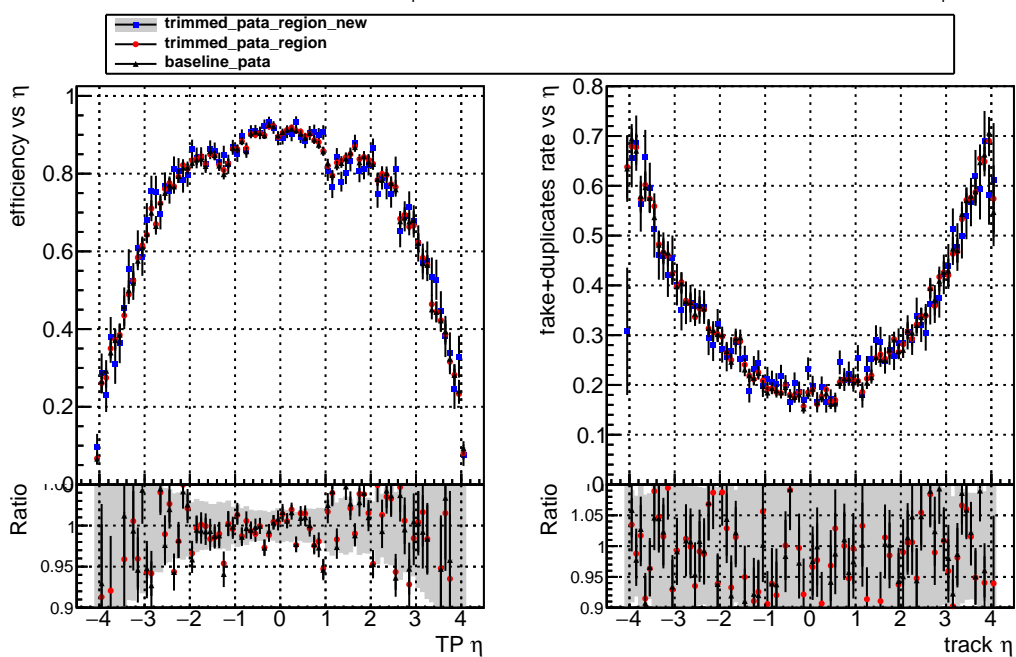 trimmed_pata_region_new
trimmed_pata_region
baseline_pata
efficiency vs η
1
0.8
0.6
0.4
0.2
0
Ratio
1
0.95
0.9
−4 −3 −2 −1 0 1 2 3 4
TP η
fake+duplicates rate vs η
0.8
0.7
0.6
0.5
0.4
0.3
0.2
0.1
0
Ratio
1.05
1
0.95
0.9
−4 −3 −2 −1 0 1 2 3 4
track η